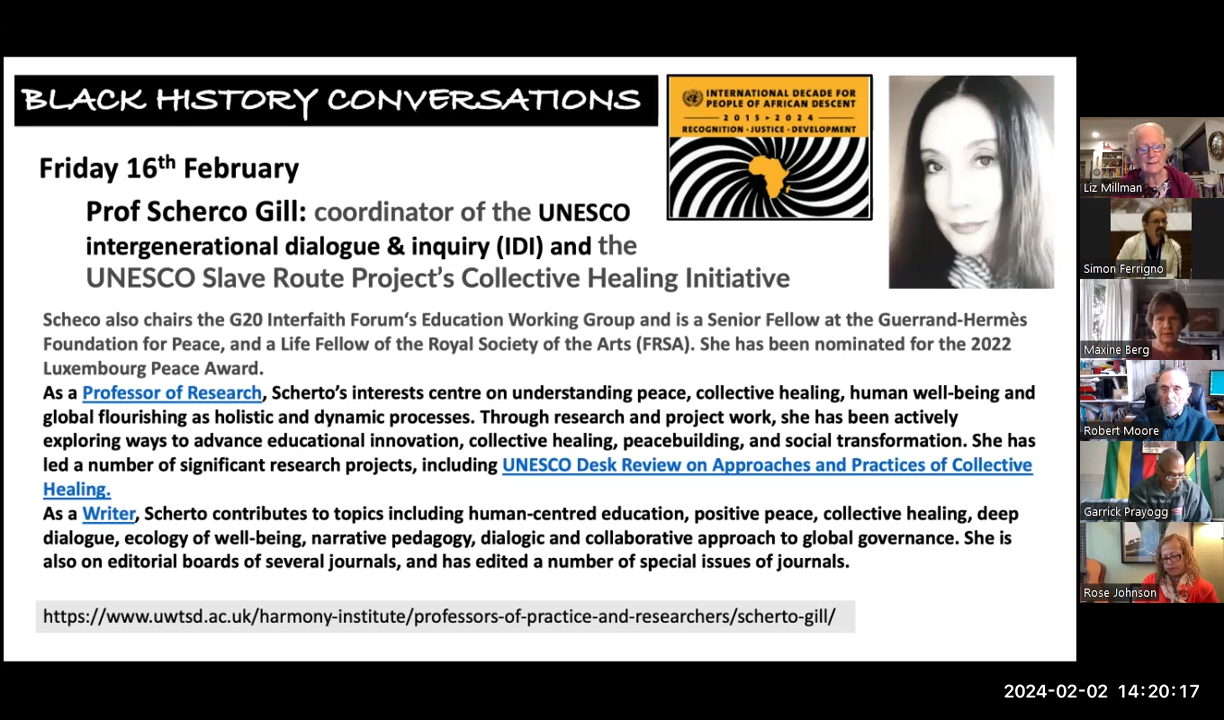 BLACK HISTORY CONVERSATIONS
INTERNATIONAL DECADE FOR
PEOPLE OF AFRICAN DESCENT
2015 ▸ 2024
RECOGNITION · JUSTICE · DEVELOPMENT
Friday 16th February
Prof Scherco Gill: coordinator of the UNESCO
intergenerational dialogue & inquiry (IDI) and the
UNESCO Slave Route Project's Collective Healing Initiative
Scheco also chairs the G20 Interfaith Forum‘s Education Working Group and is a Senior Fellow at the Guerrand-Hermès
Foundation for Peace, and a Life Fellow of the Royal Society of the Arts (FRSA). She has been nominated for the 2022
Luxembourg Peace Award.
As a Professor of Research, Scherto’s interests centre on understanding peace, collective healing, human well-being and
global flourishing as holistic and dynamic processes. Through research and project work, she has been actively
exploring ways to advance educational innovation, collective healing, peacebuilding, and social transformation. She has
led a number of significant research projects, including UNESCO Desk Review on Approaches and Practices of Collective
Healing.
As a Writer, Scherto contributes to topics including human-centred education, positive peace, collective healing, deep
dialogue, ecology of well-being, narrative pedagogy, dialogic and collaborative approach to global governance. She is
also on editorial boards of several journals, and has edited a number of special issues of journals.
https://www.uwtsd.ac.uk/harmony-institute/professors-of-practice-and-researchers/scherto-gill/
Liz Millman
Simon Ferrigno
Maxine Berg
Robert Moore
Garrick Prayogg
Rose Johnson
2024-02-02 14:20:17